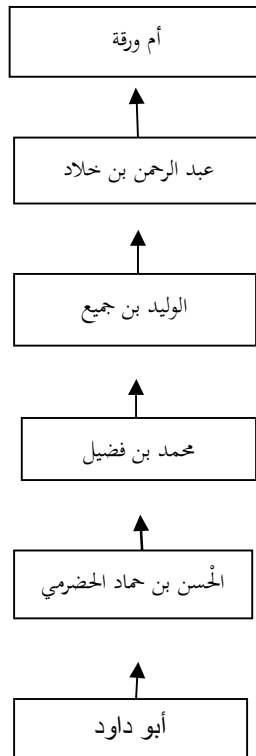 أم ورقة
عبد الرحمن بن خلاد
الوليد بن جميع
محمد بن فضيل
الْحسن بن حماد الحضرمي
أبو داود